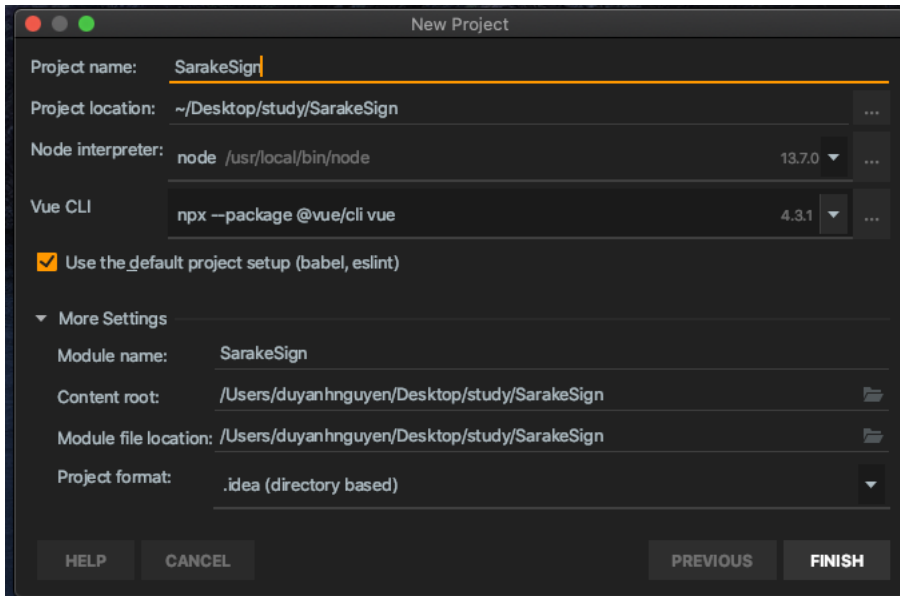 New Project
Project name: SarakeSign
Project location: ~/Desktop/study/SarakeSign ...
Node interpreter: node /usr/local/bin/node 13.7.0 ...
Vue CLI npx --package @vue/cli vue 4.3.1 ...
Use the default project setup (babel, eslint)
More Settings
Module name: SarakeSign
Content root: /Users/duyanhnguyen/Desktop/study/SarakeSign
Module file location: /Users/duyanhnguyen/Desktop/study/SarakeSign
Project format: .idea (directory based)
HELP CANCEL PREVIOUS FINISH